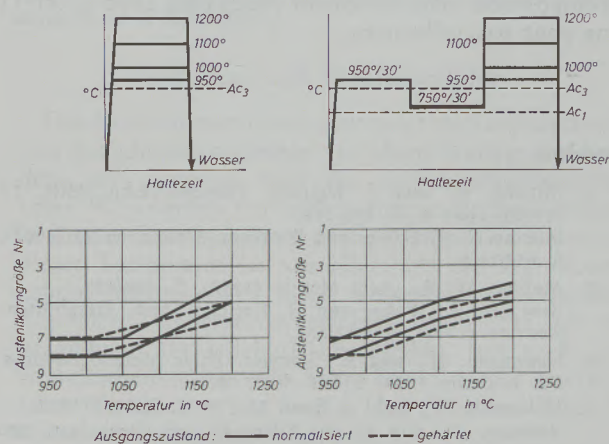 1200°
1100°
1000°
950°
Ac3
°C
Wasser
Haltezeit
1200°
1100°
1000°
950°
950°/30'
750°/30'
°C
Ac3
Ac1
Wasser
Haltezeit
Austenitkorngröße Nr.
1
3
5
7
9
950 1050 1150 1250
Temperatur in °C
Austenitkorngröße Nr.
1
3
5
7
9
950 1050 1150 1250
Temperatur in °C
Ausgangszustand: normalisiert gehärtet